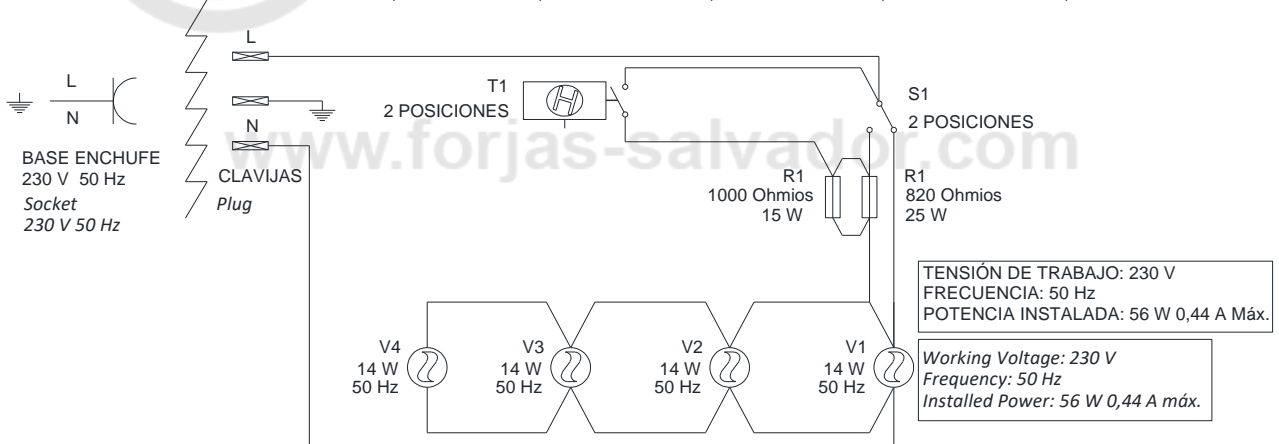 L
N
BASE ENCHUFE
230 V 50 Hz
Socket
230 V 50 Hz
L
N
CLAVIJAS
Plug
T1
2 POSICIONES
S1
2 POSICIONES
www.forjas-salvador.com
R1
1000 Ohmios
15 W
R1
820 Ohmios
25 W
TENSIÓN DE TRABAJO: 230 V
FRECUENCIA: 50 Hz
POTENCIA INSTALADA: 56 W 0,44 A Máx.
V4
14 W
50 Hz
V3
14 W
50 Hz
V2
14 W
50 Hz
V1
14 W
50 Hz
Working Voltage: 230 V
Frequency: 50 Hz
Installed Power: 56 W 0,44 A máx.